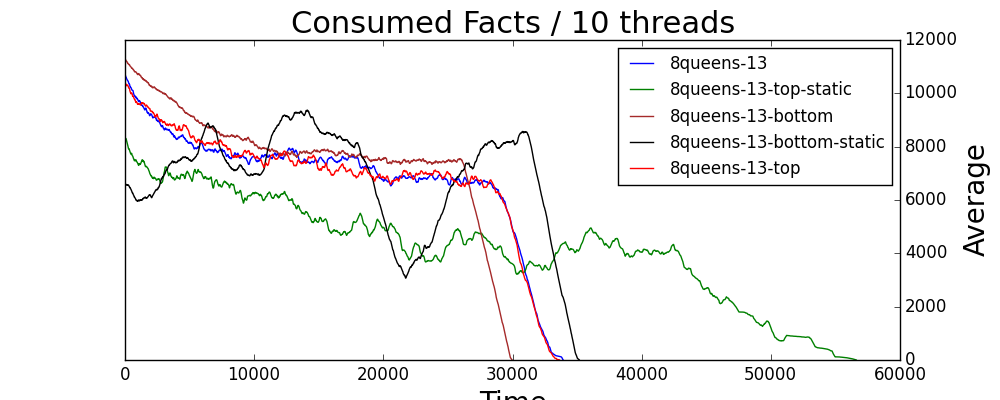 Consumed Facts / 10 threads
8queens-13
8queens-13-top-static
8queens-13-bottom
8queens-13-bottom-static
8queens-13-top
12000
10000
8000
6000
4000
2000
0
Average
0 10000 20000 30000 40000 50000 60000
Time